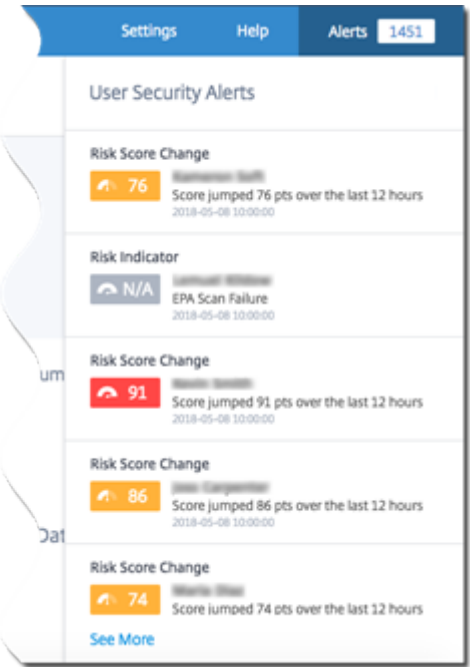 Settings Help Alerts 1451
User Security Alerts
Risk Score Change
76
Score jumped 76 pts over the last 12 hours
2018-05-08 10:00:00
Risk Indicator
N/A
EPA Scan Failure
2018-05-08 10:00:00
um
Risk Score Change
91
Score jumped 91 pts over the last 12 hours
2018-05-08 10:00:00
Risk Score Change
86
Score jumped 86 pts over the last 12 hours
2018-05-08 10:00:00
Dat
Risk Score Change
74
Score jumped 74 pts over the last 12 hours
See More